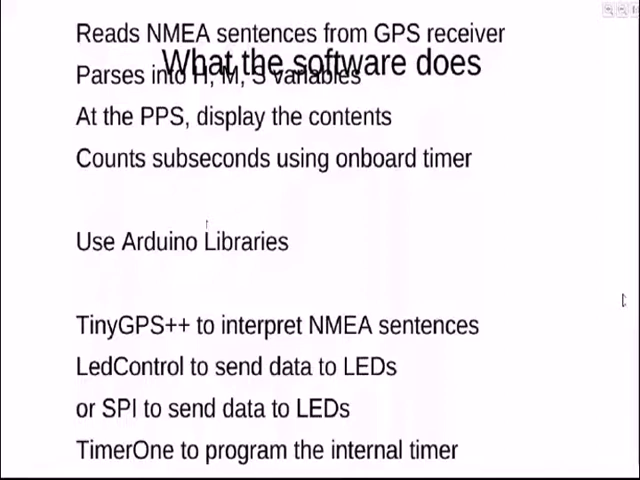 Reads NMEA sentences from GPS receiver
What the software does
Parses into H, M, S variables
At the PPS, display the contents
Counts subseconds using onboard timer
Use Arduino Libraries
TinyGPS++ to interpret NMEA sentences
LedControl to send data to LEDs
or SPI to send data to LEDs
TimerOne to program the internal timer